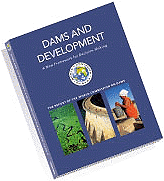 DAMS AND
DEVELOPMENT
A New Framework for Decision-Making
THE REPORT OF THE WORLD COMMISSION ON DAMS